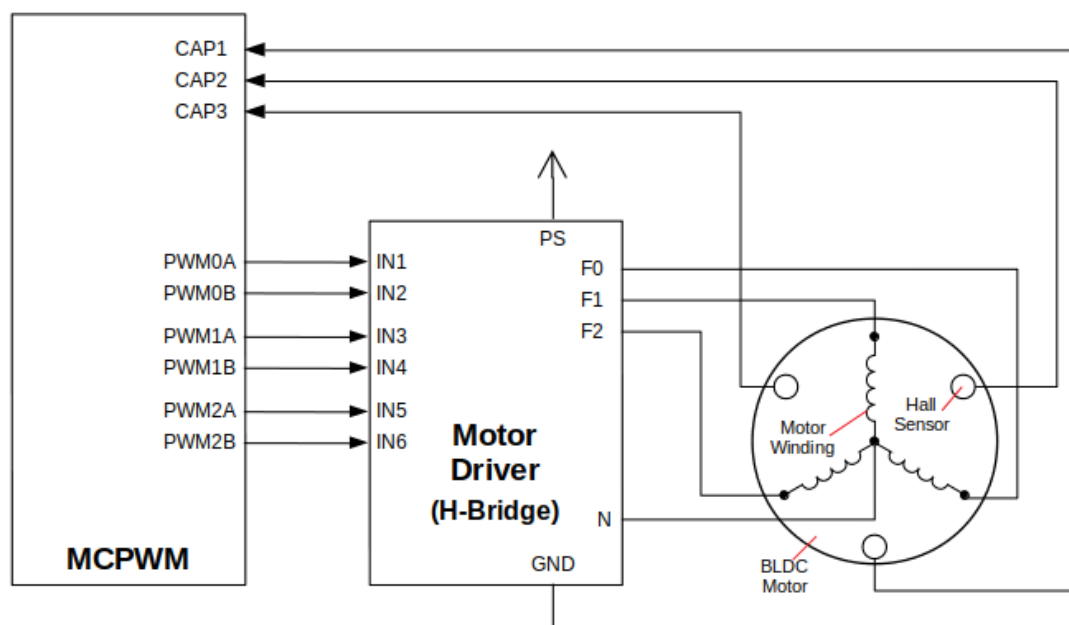 CAP1
CAP2
CAP3
PS
PWM0A
IN1
F0
PWM0B
IN2
F1
PWM1A
IN3
F2
PWM1B
IN4
PWM2A
IN5
PWM2B
IN6
Motor
Driver
(H-Bridge)
Hall
Sensor
Motor
Winding
N
MCPWM
GND
BLDC
Motor